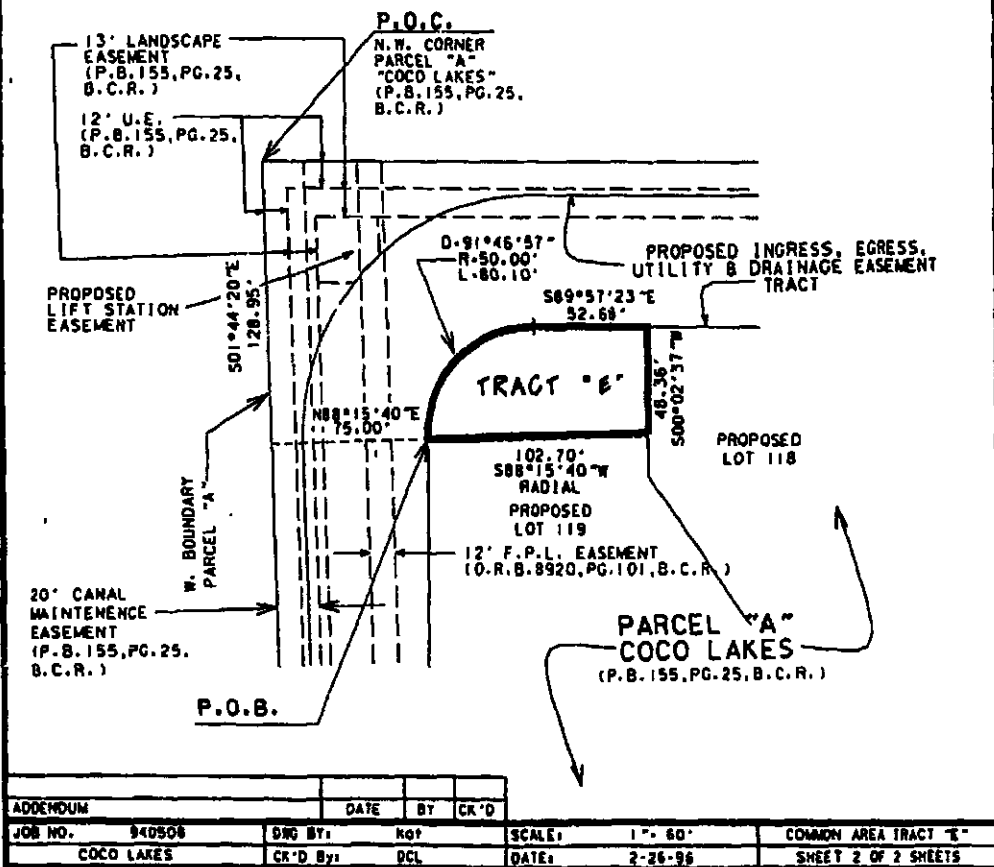 P.O.C.
N.W. CORNER
PARCEL "A"
"COCO LAKES"
(P.B.155,PG.25,
B.C.R.)
13' LANDSCAPE
EASEMENT
(P.B.155,PG.25,
B.C.R.)
12' U.E.
(P.B.155,PG.25,
B.C.R.)
D=91°46'57"
R=50.00'
L=80.10'
PROPOSED INGRESS, EGRESS,
UTILITY & DRAINAGE EASEMENT
TRACT
PROPOSED
LIFT STATION
EASEMENT
S01°44'20"E
128.95'
S89°57'23"E
52.68'
TRACT "E"
48.36'
S00°02'37"W
N88°15'40"E
75.00'
PROPOSED
LOT 118
102.70'
S88°15'40"W
RADIAL
W. BOUNDARY
PARCEL "A"
PROPOSED
LOT 119
12' F.P.L. EASEMENT
(O.R.B.8920,PG.101,B.C.R.)
20' CANAL
MAINTENENCE
EASEMENT
(P.B.155,PG.25.
B.C.R.)
PARCEL "A"
COCO LAKES
(P.B.155,PG.25,B.C.R.)
P.O.B.
ADDENDUM DATE BY CK'D
JOB NO. 940508 DWG BY: Kof SCALE: 1"= 60' COMMON AREA TRACT "E"
COCO LAKES CK'D By: DCL DATE: 2-26-96 SHEET 2 OF 2 SHEETS